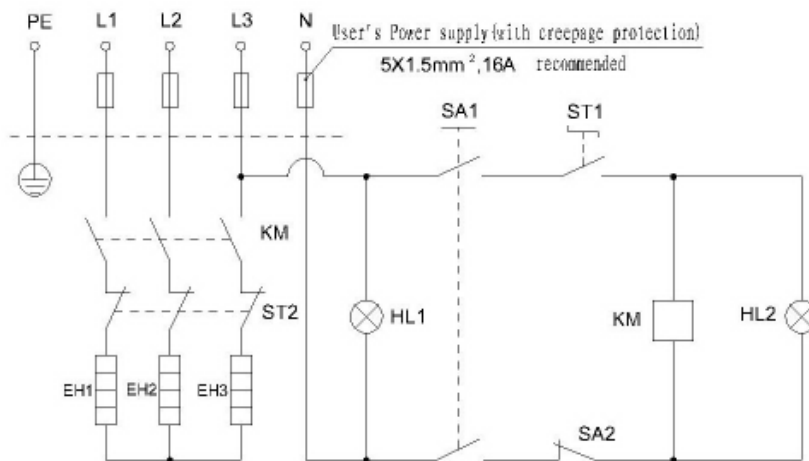 PE L1 L2 L3 N
User's Power supply(with creepage protection)
5X1.5mm²,16A recommended
SA1 ST1
KM
ST2
HL1 KM HL2
EH1 EH2 EH3
SA2